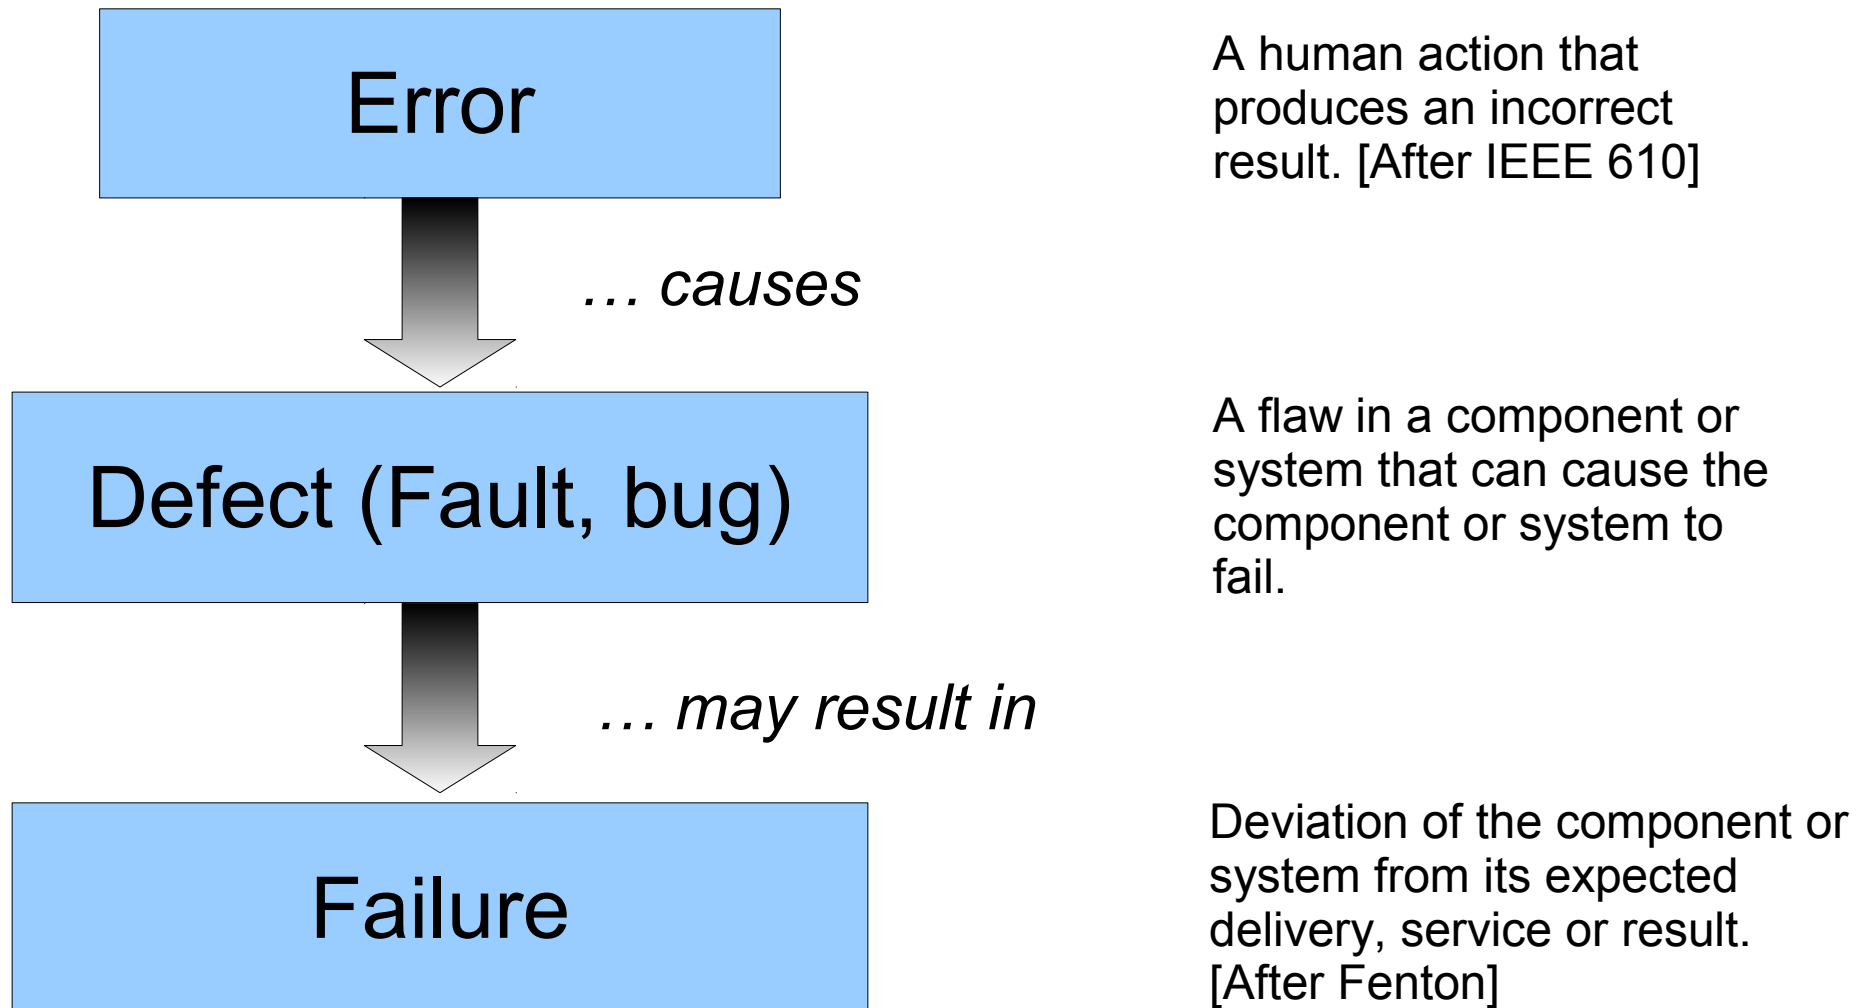 Error
A human action that
produces an incorrect
result. [After IEEE 610]
… causes
Defect (Fault, bug)
A flaw in a component or
system that can cause the
component or system to
fail.
… may result in
Failure
Deviation of the component or
system from its expected
delivery, service or result.
[After Fenton]